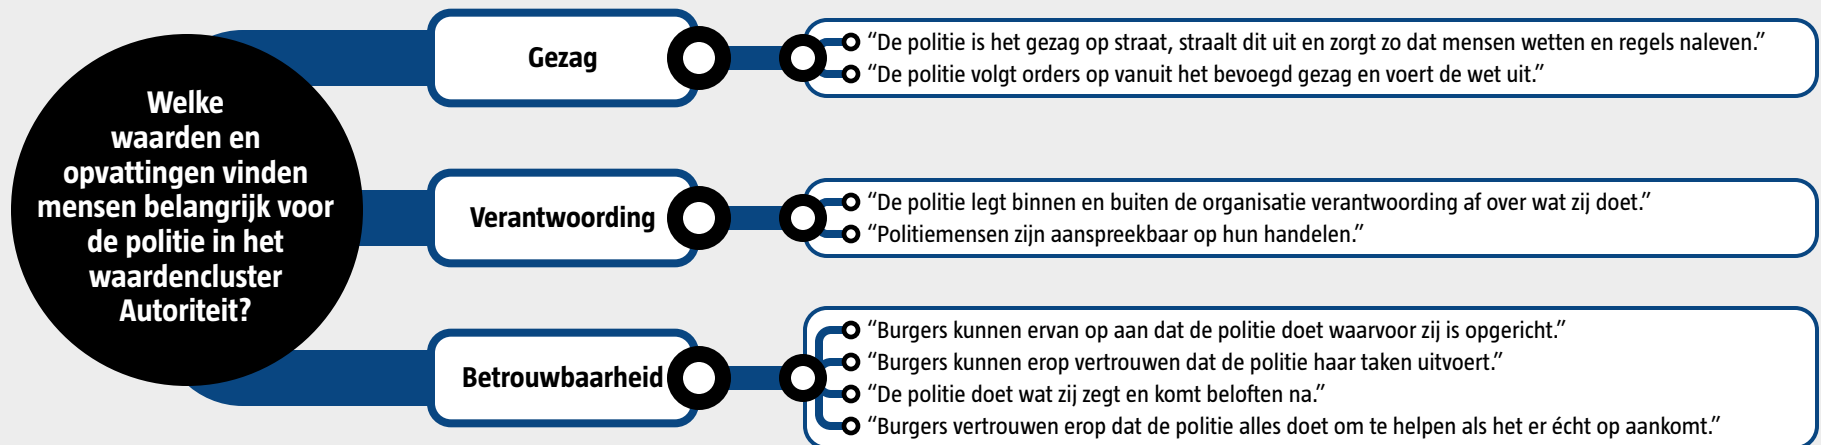 Welke
waarden en
opvattingen vinden
mensen belangrijk voor
de politie in het
waardencluster
Autoriteit?
Gezag
“De politie is het gezag op straat, straalt dit uit en zorgt zo dat mensen wetten en regels naleven.”
“De politie volgt orders op vanuit het bevoegd gezag en voert de wet uit.”
Verantwoording
“De politie legt binnen en buiten de organisatie verantwoording af over wat zij doet.”
“Politiemensen zijn aanspreekbaar op hun handelen.”
Betrouwbaarheid
“Burgers kunnen ervan op aan dat de politie doet waarvoor zij is opgericht.”
“Burgers kunnen erop vertrouwen dat de politie haar taken uitvoert.”
“De politie doet wat zij zegt en komt beloften na.”
“Burgers vertrouwen erop dat de politie alles doet om te helpen als het er écht op aankomt.”